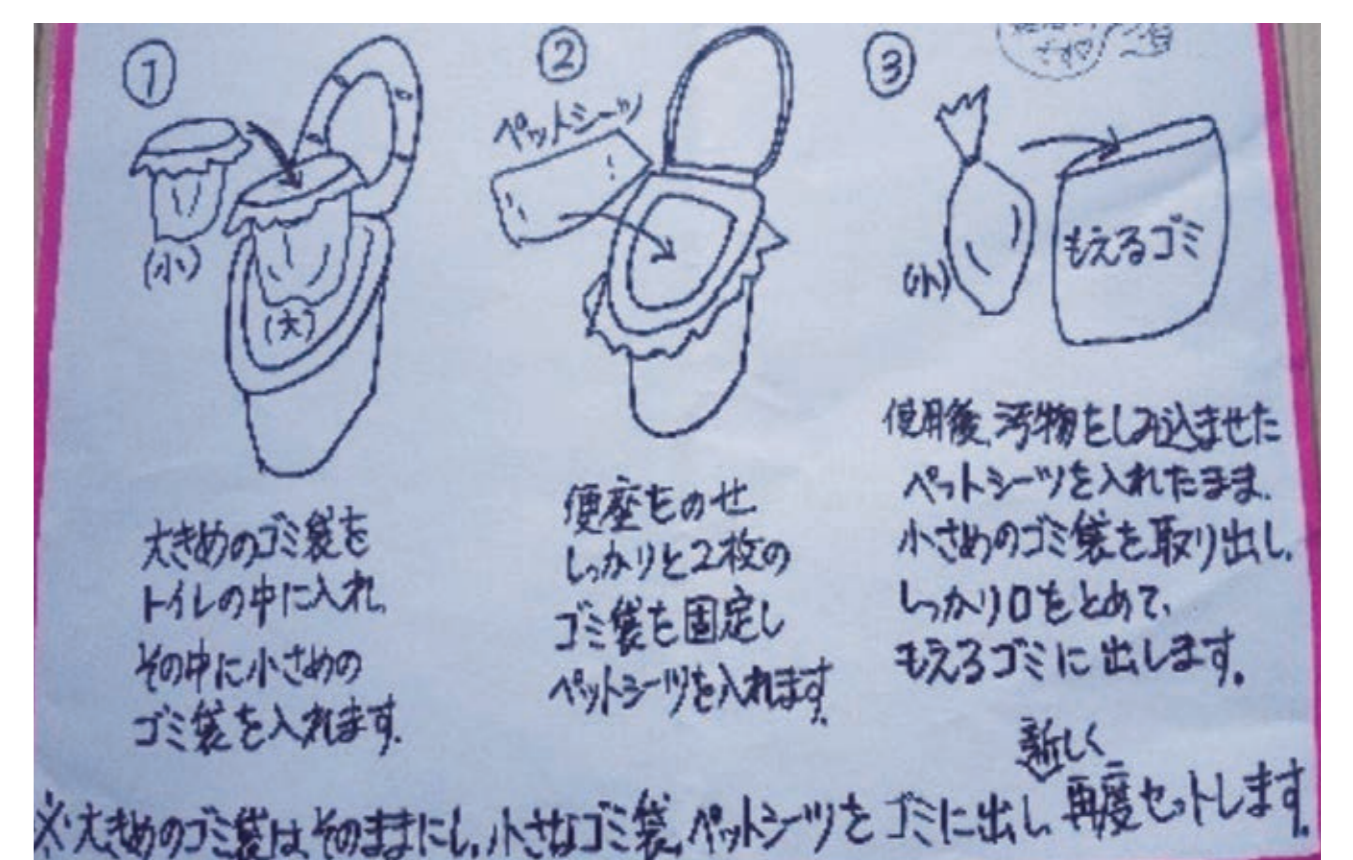 ①
(小)
(大)
大きめのゴミ袋を
トイレの中に入れ、
その中に小さめの
ゴミ袋を入れます。
②
ペットシーツ
便座をのせ
しっかりと2枚の
ゴミ袋を固定し
ペットシーツを入れます。
③
です♡
(小)
もえるゴミ
使用後、汚物をしみ込ませた
ペットシーツを入れたまま、
小さめのゴミ袋を取り出し、
しっかり口をとめて、
もえるゴミに出します。
新しく
※大きめのゴミ袋は、そのままにし、小さなゴミ袋、ペットシーツをゴミに出し、再度セットします。